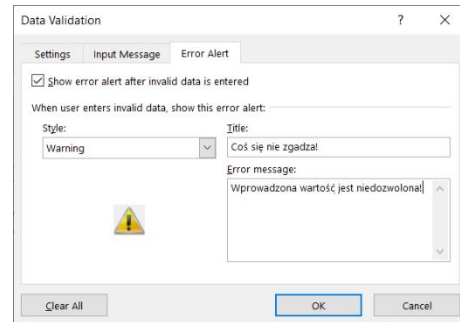 Data Validation ? ×
Settings Input Message Error Alert
Show error alert after invalid data is entered
When user enters invalid data, show this error alert:
Style: Title:
Warning Coś się nie zgadza!
Error message:
Wprowadzona wartość jest niedozwolona!
Clear All OK Cancel